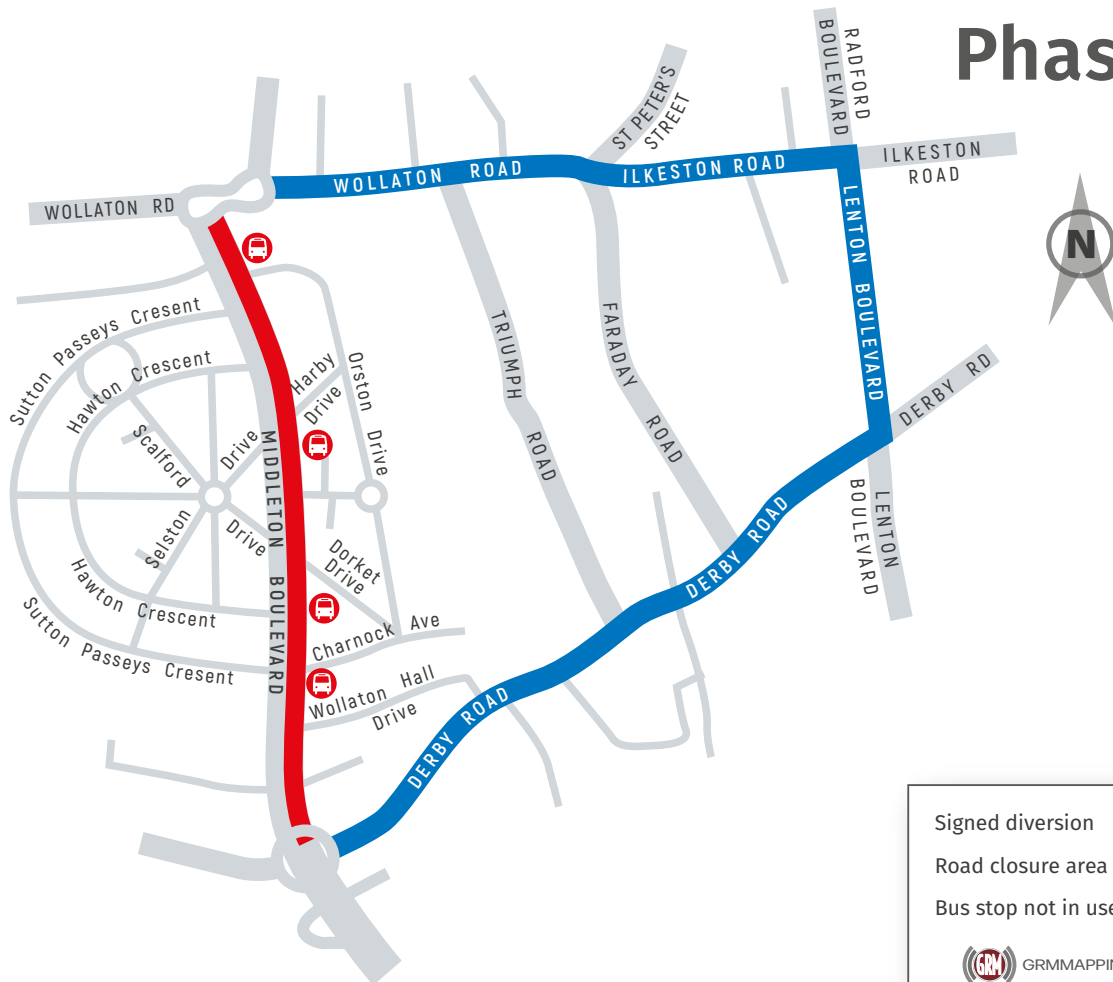 Phas
RADFORD
BOULEVARD
ST PETER'S
STREET
ILKESTON
ROAD
WOLLATON ROAD
ILKESTON ROAD
WOLLATON RD
LENTON BOULEVARD
N
Sutton Passeys Cresent
Hawton Crescent
Harby
Drive
Orston Drive
TRIUMPH
ROAD
FARADAY
ROAD
DERBY RD
Scalford
Drive
MIDDLETON BOULEVARD
Selston
Drive
Dorket
Drive
LENTON
BOULEVARD
DERBY ROAD
Hawton Crescent
Sutton Passeys Cresent
Charnock Ave
Wollaton Hall
Drive
DERBY ROAD
Signed diversion
Road closure area
Bus stop not in use
GRM GRMMAPPIN